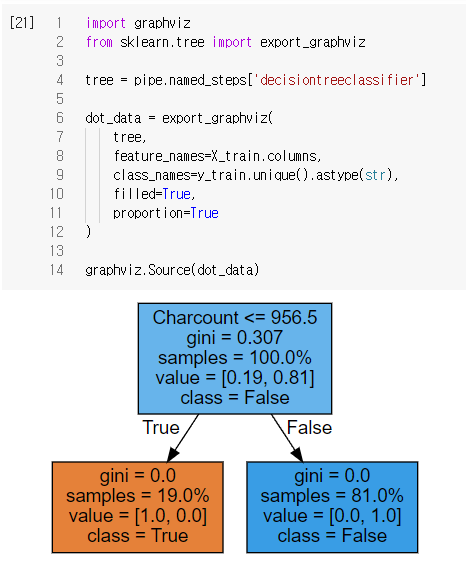 [21] 1 import graphviz
2 from sklearn.tree import export_graphviz
3
4 tree = pipe.named_steps['decisiontreeclassifier']
5
6 dot_data = export_graphviz(
7 tree,
8 feature_names=X_train.columns,
9 class_names=y_train.unique().astype(str),
10 filled=True,
11 proportion=True
12 )
13
14 graphviz.Source(dot_data)
Charcount <= 956.5
gini = 0.307
samples = 100.0%
value = [0.19, 0.81]
class = False
True
False
gini = 0.0
samples = 19.0%
value = [1.0, 0.0]
class = True
gini = 0.0
samples = 81.0%
value = [0.0, 1.0]
class = False